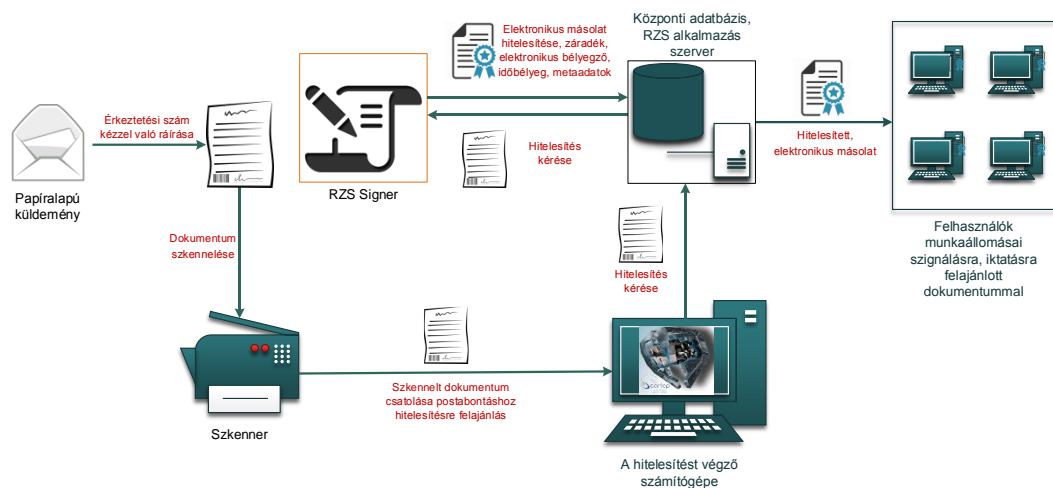 Központi adatbázis,
RZS alkalmazás
szerver
Elektronikus másolat
hitelesítése, záradék,
elektronikus bélyegző,
időbélyeg, metaadatok
Érkeztetési szám
kézzel való ráírása
Hitelesítés
kérése
Hitelesített,
elektronikus másolat
Papíralapú
küldemény
RZS Signer
Felhasználók
munkaállomásai
szignálásra, iktatásra
felajánlott
dokumentummal
Dokumentum
szkennelése
Hitelesítés
kérése
Szkennelt dokumentum
csatolása postabontáshoz
hitelesítésre felajánlás
Szkenner
A hitelesítést végző
számítógépe